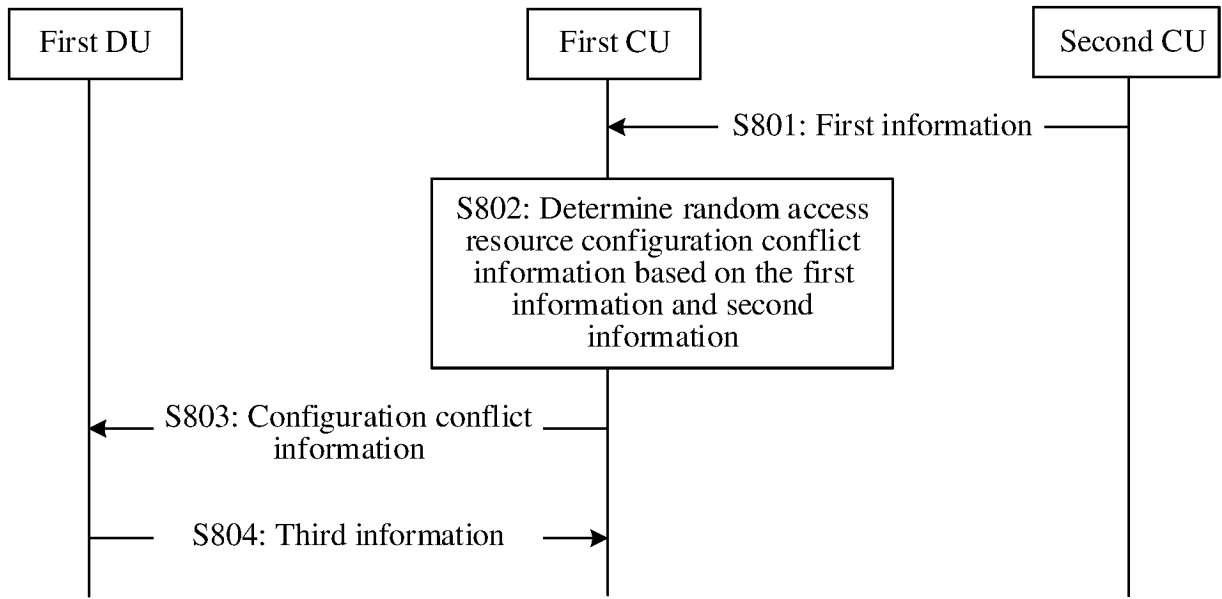 First DU
First CU
Second CU
S801: First information
S802: Determine random access
resource configuration conflict
information based on the first
information and second
information
S803: Configuration conflict
information
S804: Third information